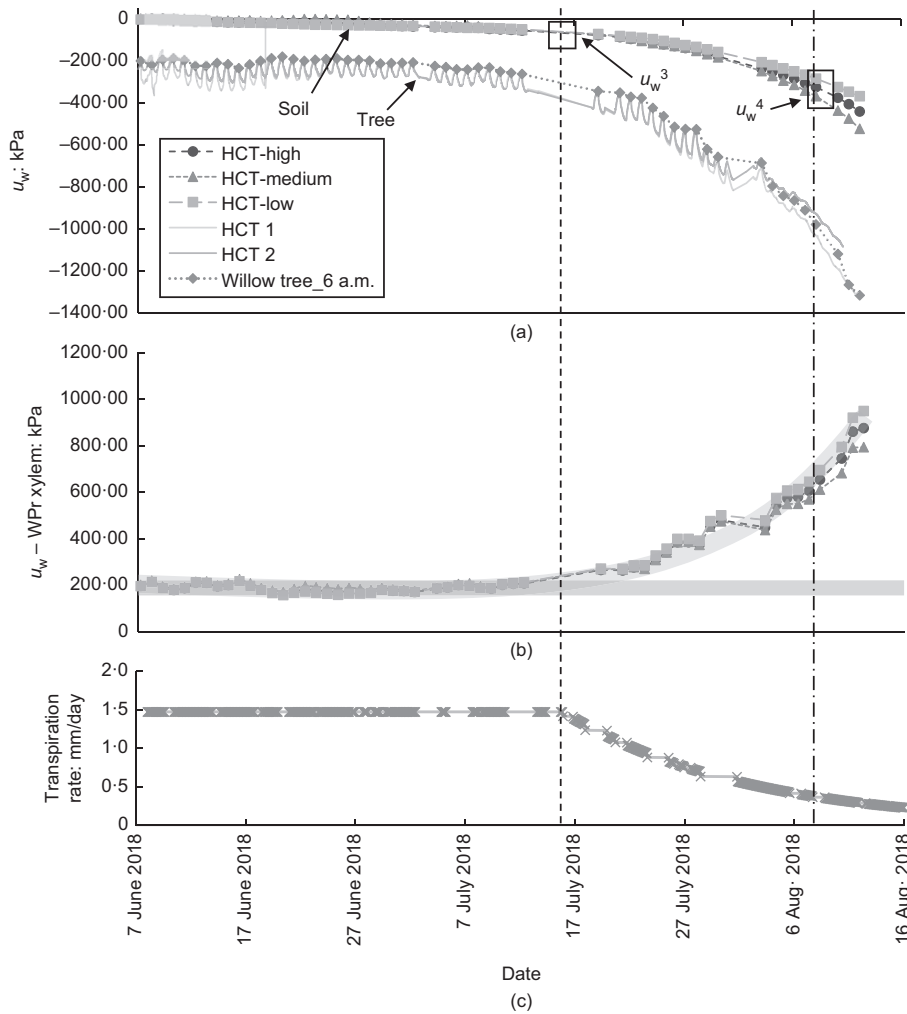 0
–200·00
–400·00
–600·00
–800·00
–1000·00
–1200·00
–1400·00
u_w: kPa
Soil
Tree
u_w^3
u_w^4
HCT-high
HCT-medium
HCT-low
HCT 1
HCT 2
Willow tree_6 a.m.
(a)
1200·00
1000·00
800·00
600·00
400·00
200·00
0
u_w – WPr xylem: kPa
(b)
2·0
1·5
1·0
0·5
0
Transpiration
rate: mm/day
7 June 2018
17 June 2018
27 June 2018
7 July 2018
17 July 2018
27 July 2018
6 Aug· 2018
16 Aug· 2018
Date
(c)